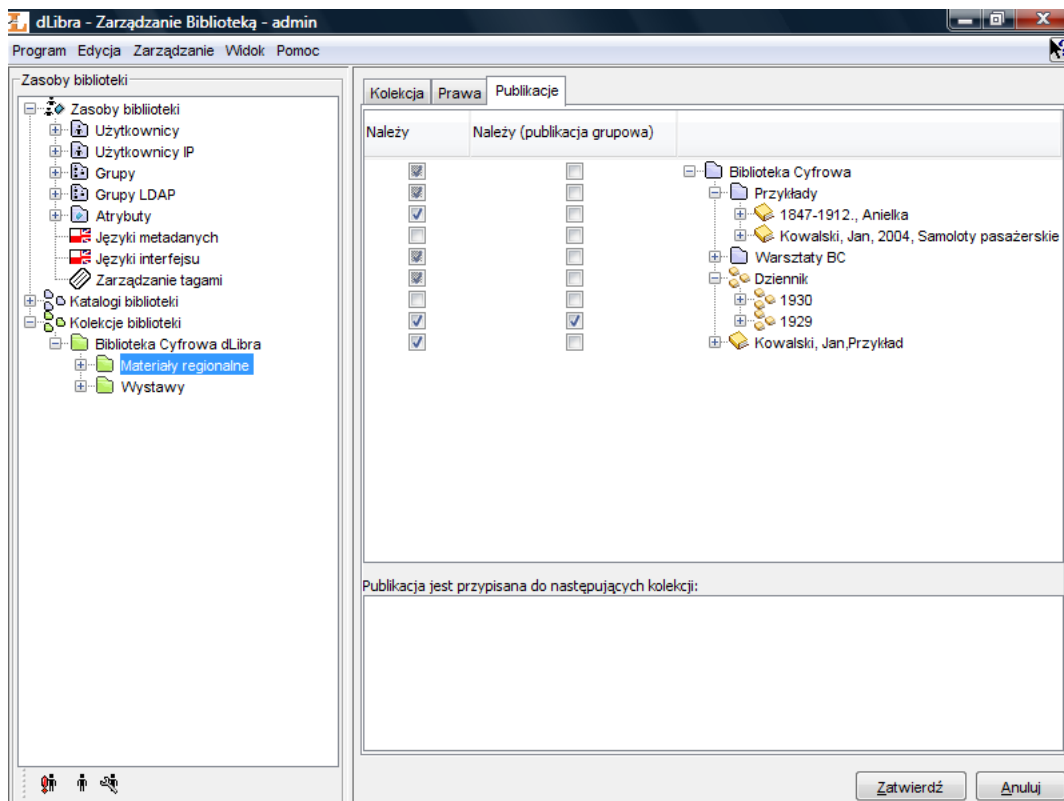 dLibra - Zarządzanie Biblioteką - admin
Program Edycja Zarządzanie Widok Pomoc
Zasoby biblioteki
Zasoby bibliioteki
Użytkownicy
Użytkownicy IP
Grupy
Grupy LDAP
Atrybuty
Języki metadanych
Języki interfejsu
Zarządzanie tagami
Katalogi biblioteki
Kolekcje biblioteki
Biblioteka Cyfrowa dLibra
Materiały regionalne
Wystawy
Kolekcja Prawa Publikacje
Należy Należy (publikacja grupowa)
Biblioteka Cyfrowa
Przykłady
1847-1912., Anielka
Kowalski, Jan, 2004, Samoloty pasażerskie
Warsztaty BC
Dziennik
1930
1929
Kowalski, Jan,Przykład
Publikacja jest przypisana do następujących kolekcji:
Zatwierdź Anuluj